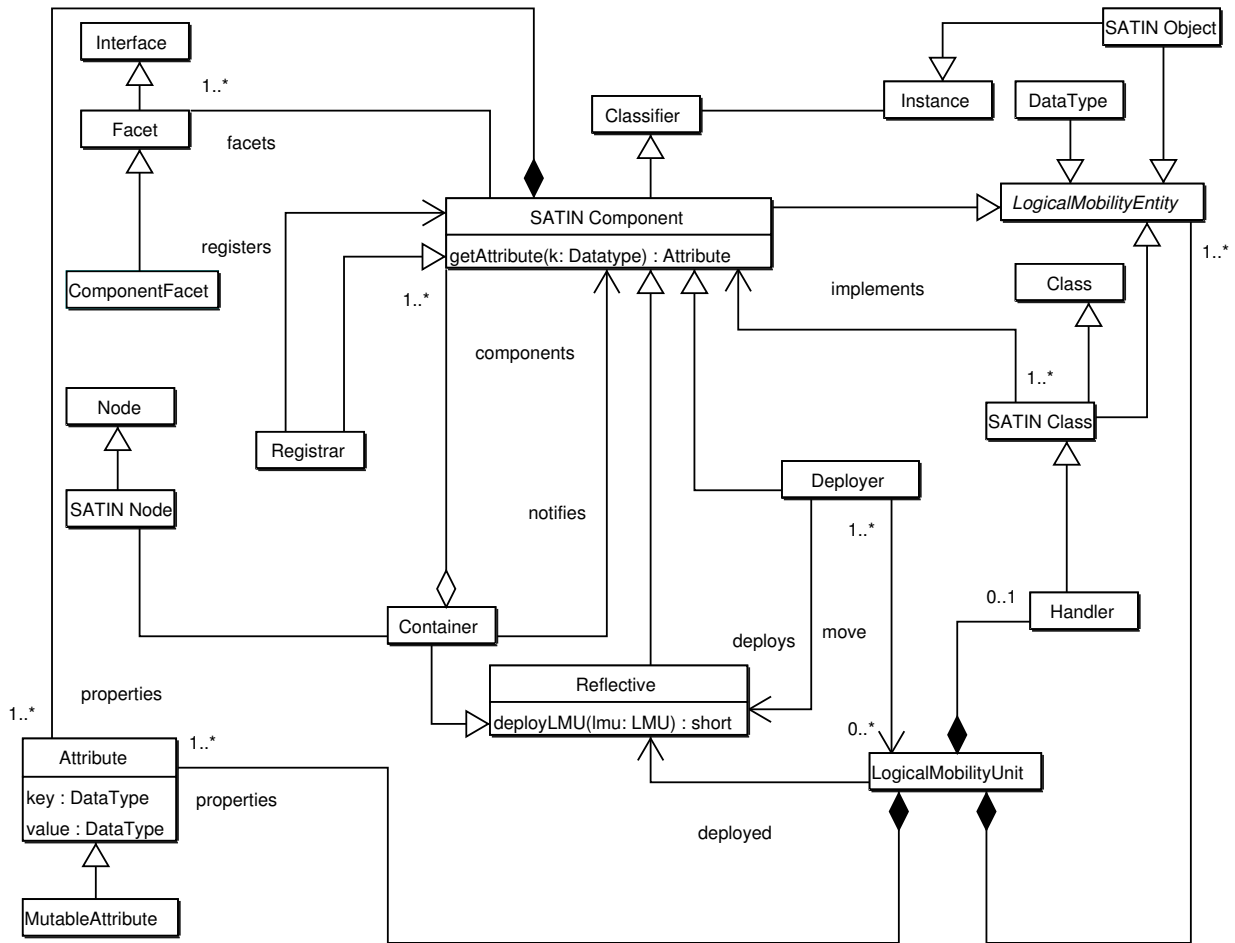 SATIN Object
Interface
1..*
Instance
DataType
Classifier
Facet
facets
LogicalMobilityEntity
SATIN Component
registers
getAttribute(k: Datatype) : Attribute
1..*
ComponentFacet
1..*
implements
Class
components
1..*
Node
SATIN Class
Registrar
Deployer
SATIN Node
notifies
1..*
0..1
Handler
Container
deploys
move
Reflective
properties
1..*
deployLMU(lmu: LMU) : short
0..*
1..*
Attribute
LogicalMobilityUnit
key : DataType
properties
value : DataType
deployed
MutableAttribute